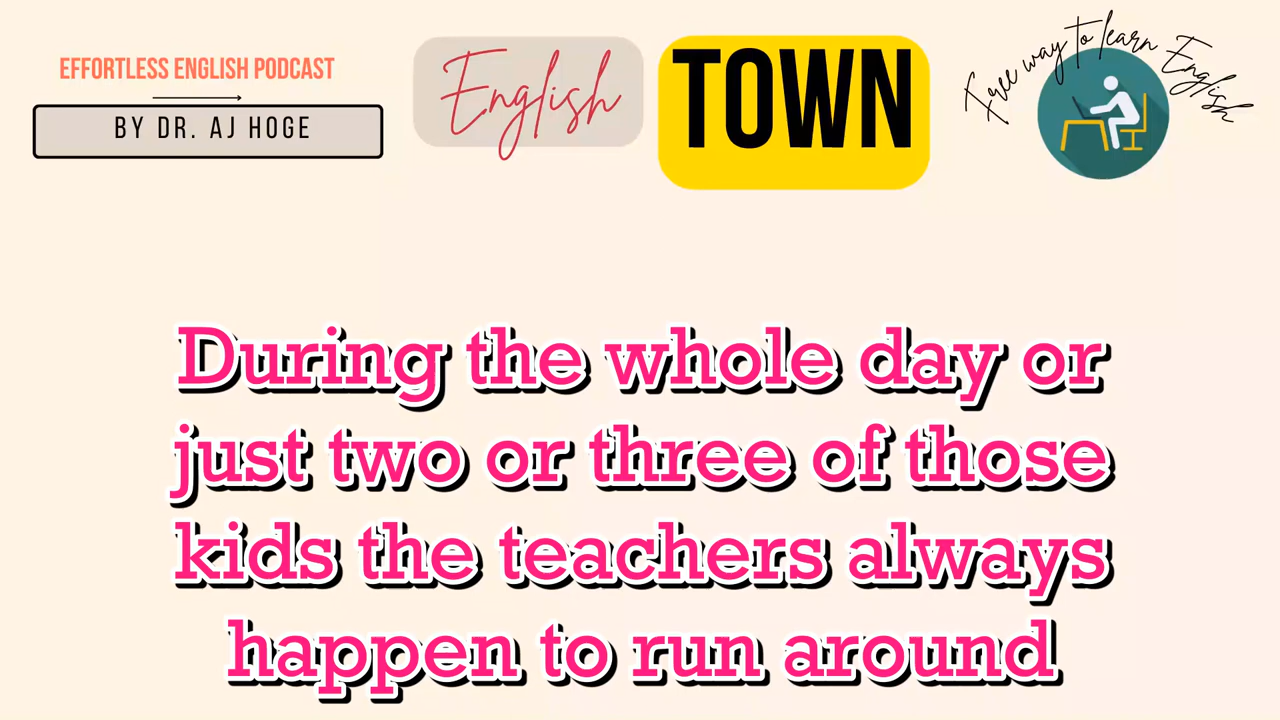 EFFORTLESS ENGLISH PODCAST
BY DR. AJ HOGE
English
TOWN
Free way to learn English
During the whole day or
just two or three of those
kids the teachers always
happen to run around